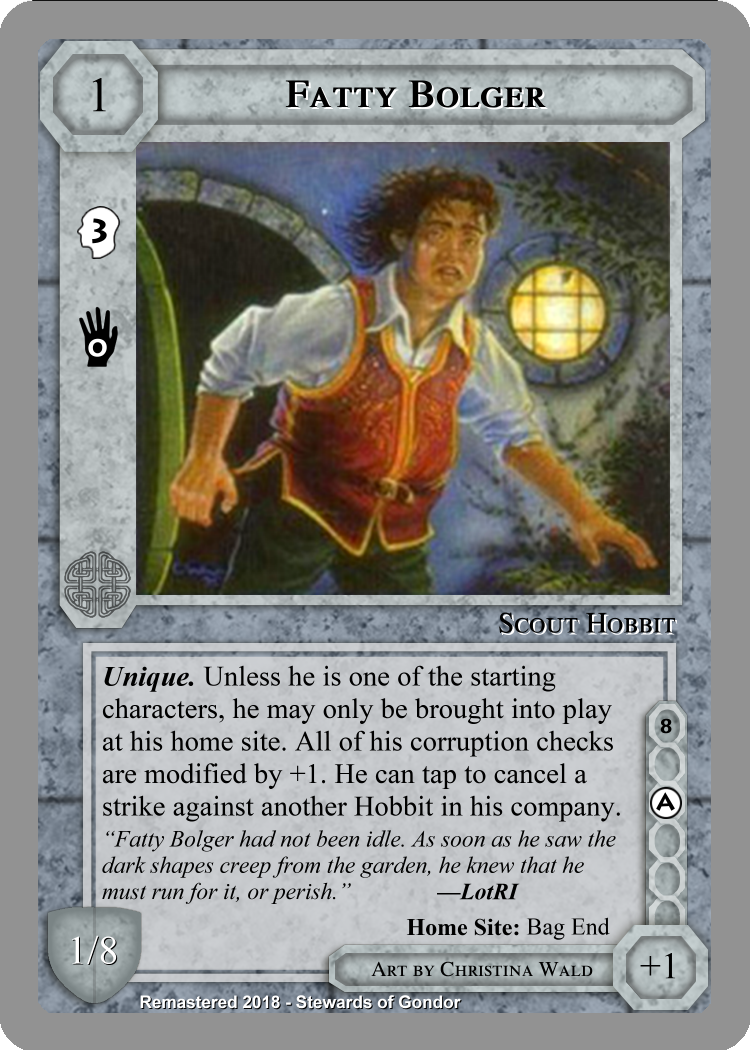 1
Fatty Bolger
3
O
Scout Hobbit
Unique. Unless he is one of the starting
characters, he may only be brought into play
at his home site. All of his corruption checks
are modified by +1. He can tap to cancel a
strike against another Hobbit in his company.
“Fatty Bolger had not been idle. As soon as he saw the
dark shapes creep from the garden, he knew that he
must run for it, or perish.” —LotRI
8
A
Home Site: Bag End
1/8
Art by Christina Wald
+1
Remastered 2018 - Stewards of Gondor